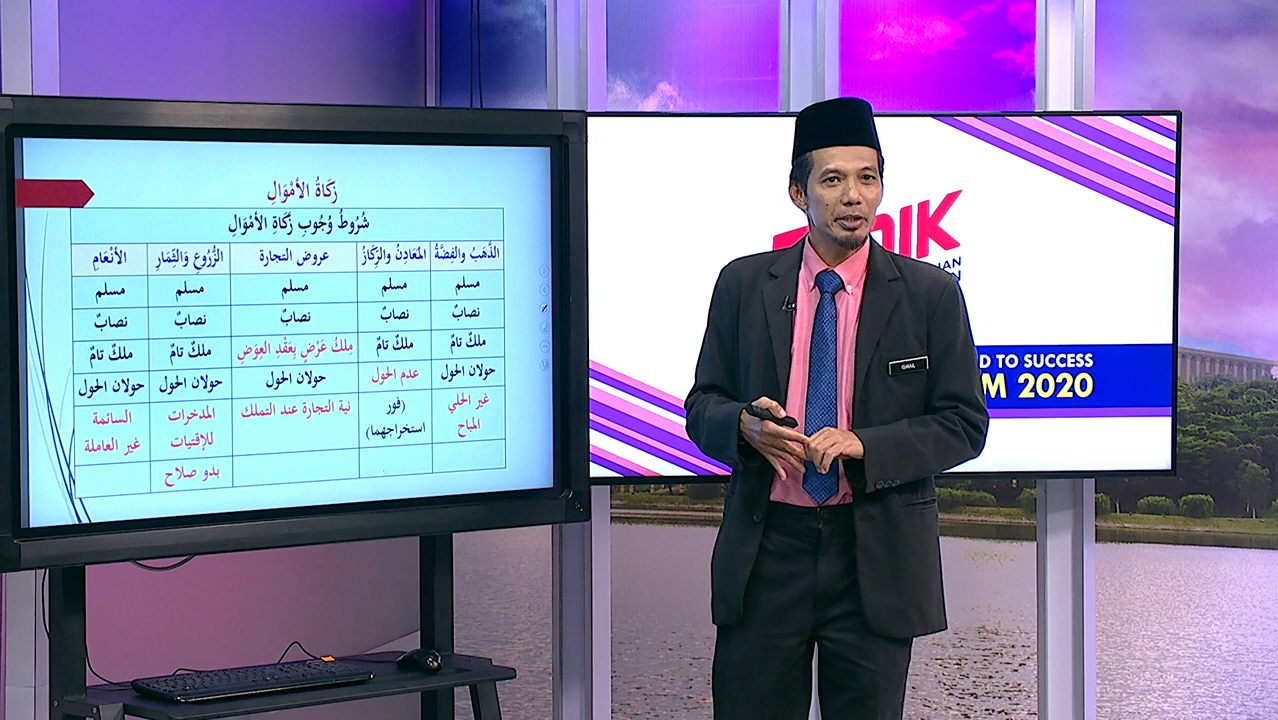 زَكَاةُ الأَمْوَالِ
شُرُوطُ وُجُوبِ زَكَاةِ الأَمْوَالِ
الذَّهَبُ والفِضَّةُ المَعَادِنُ والرِّكَازُ عروض التجارة الزُّرُوعِ وَالثِّمَارِ الأَنْعَامِ
مسلم مسلم مسلم مسلم مسلم
نصابٌ نصابٌ نصابٌ نصابٌ نصابٌ
ملكٌ تامٌ ملكٌ تامٌ مِلكُ عَرْضٍ بِعَقْدِ العِوَضِ ملكٌ تامٌ ملكٌ تامٌ
حولان الحول عدم الحول حولان الحول حولان الحول حولان الحول
غير الحلي (فور نية التجارة عند التملك المدخرات السائمة
المباح استخراجهما) للإقتيات غير العاملة
بدو صلاح
IK
AN
D TO SUCCESS
M 2020
ISMAIL